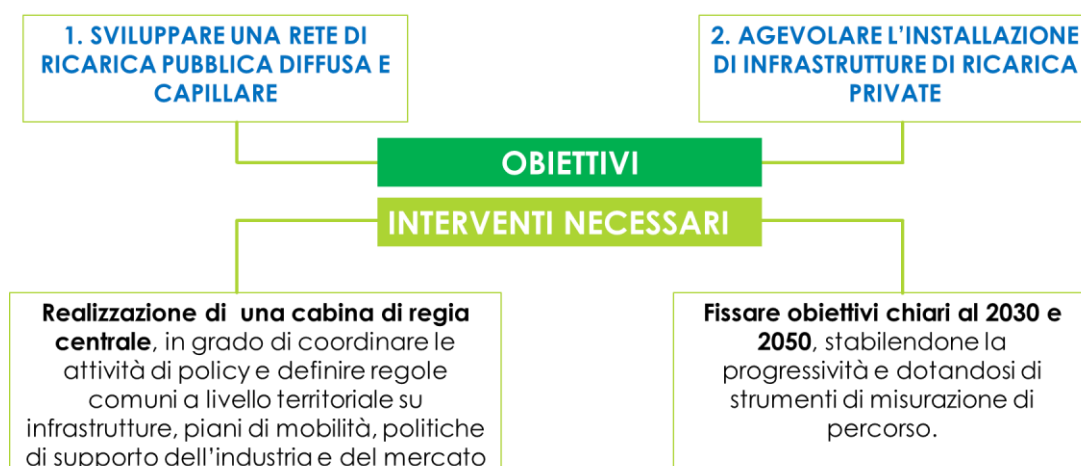 1. SVILUPPARE UNA RETE DI
RICARICA PUBBLICA DIFFUSA E
CAPILLARE
2. AGEVOLARE L’INSTALLAZIONE
DI INFRASTRUTTURE DI RICARICA
PRIVATE
OBIETTIVI
INTERVENTI NECESSARI
Realizzazione di una cabina di regia
centrale, in grado di coordinare le
attività di policy e definire regole
comuni a livello territoriale su
infrastrutture, piani di mobilità, politiche
di supporto dell’industria e del mercato
Fissare obiettivi chiari al 2030 e
2050, stabilendone la
progressività e dotandosi di
strumenti di misurazione di
percorso.